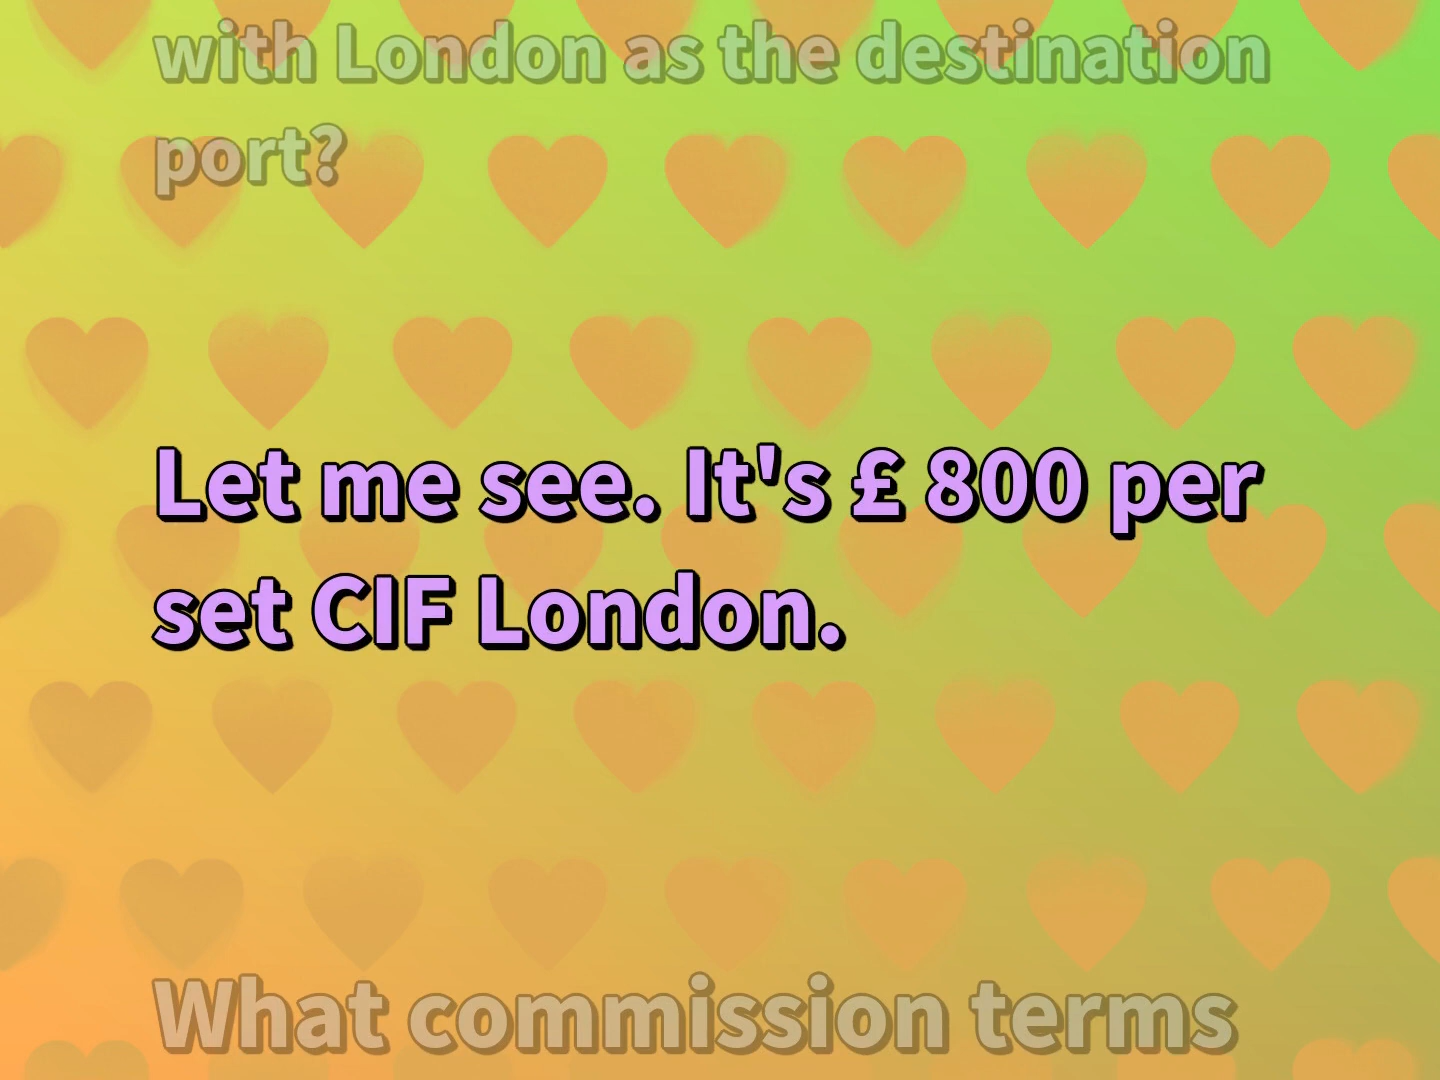 with London as the destination
port?
Let me see. It's £ 800 per
set CIF London.
What commission terms